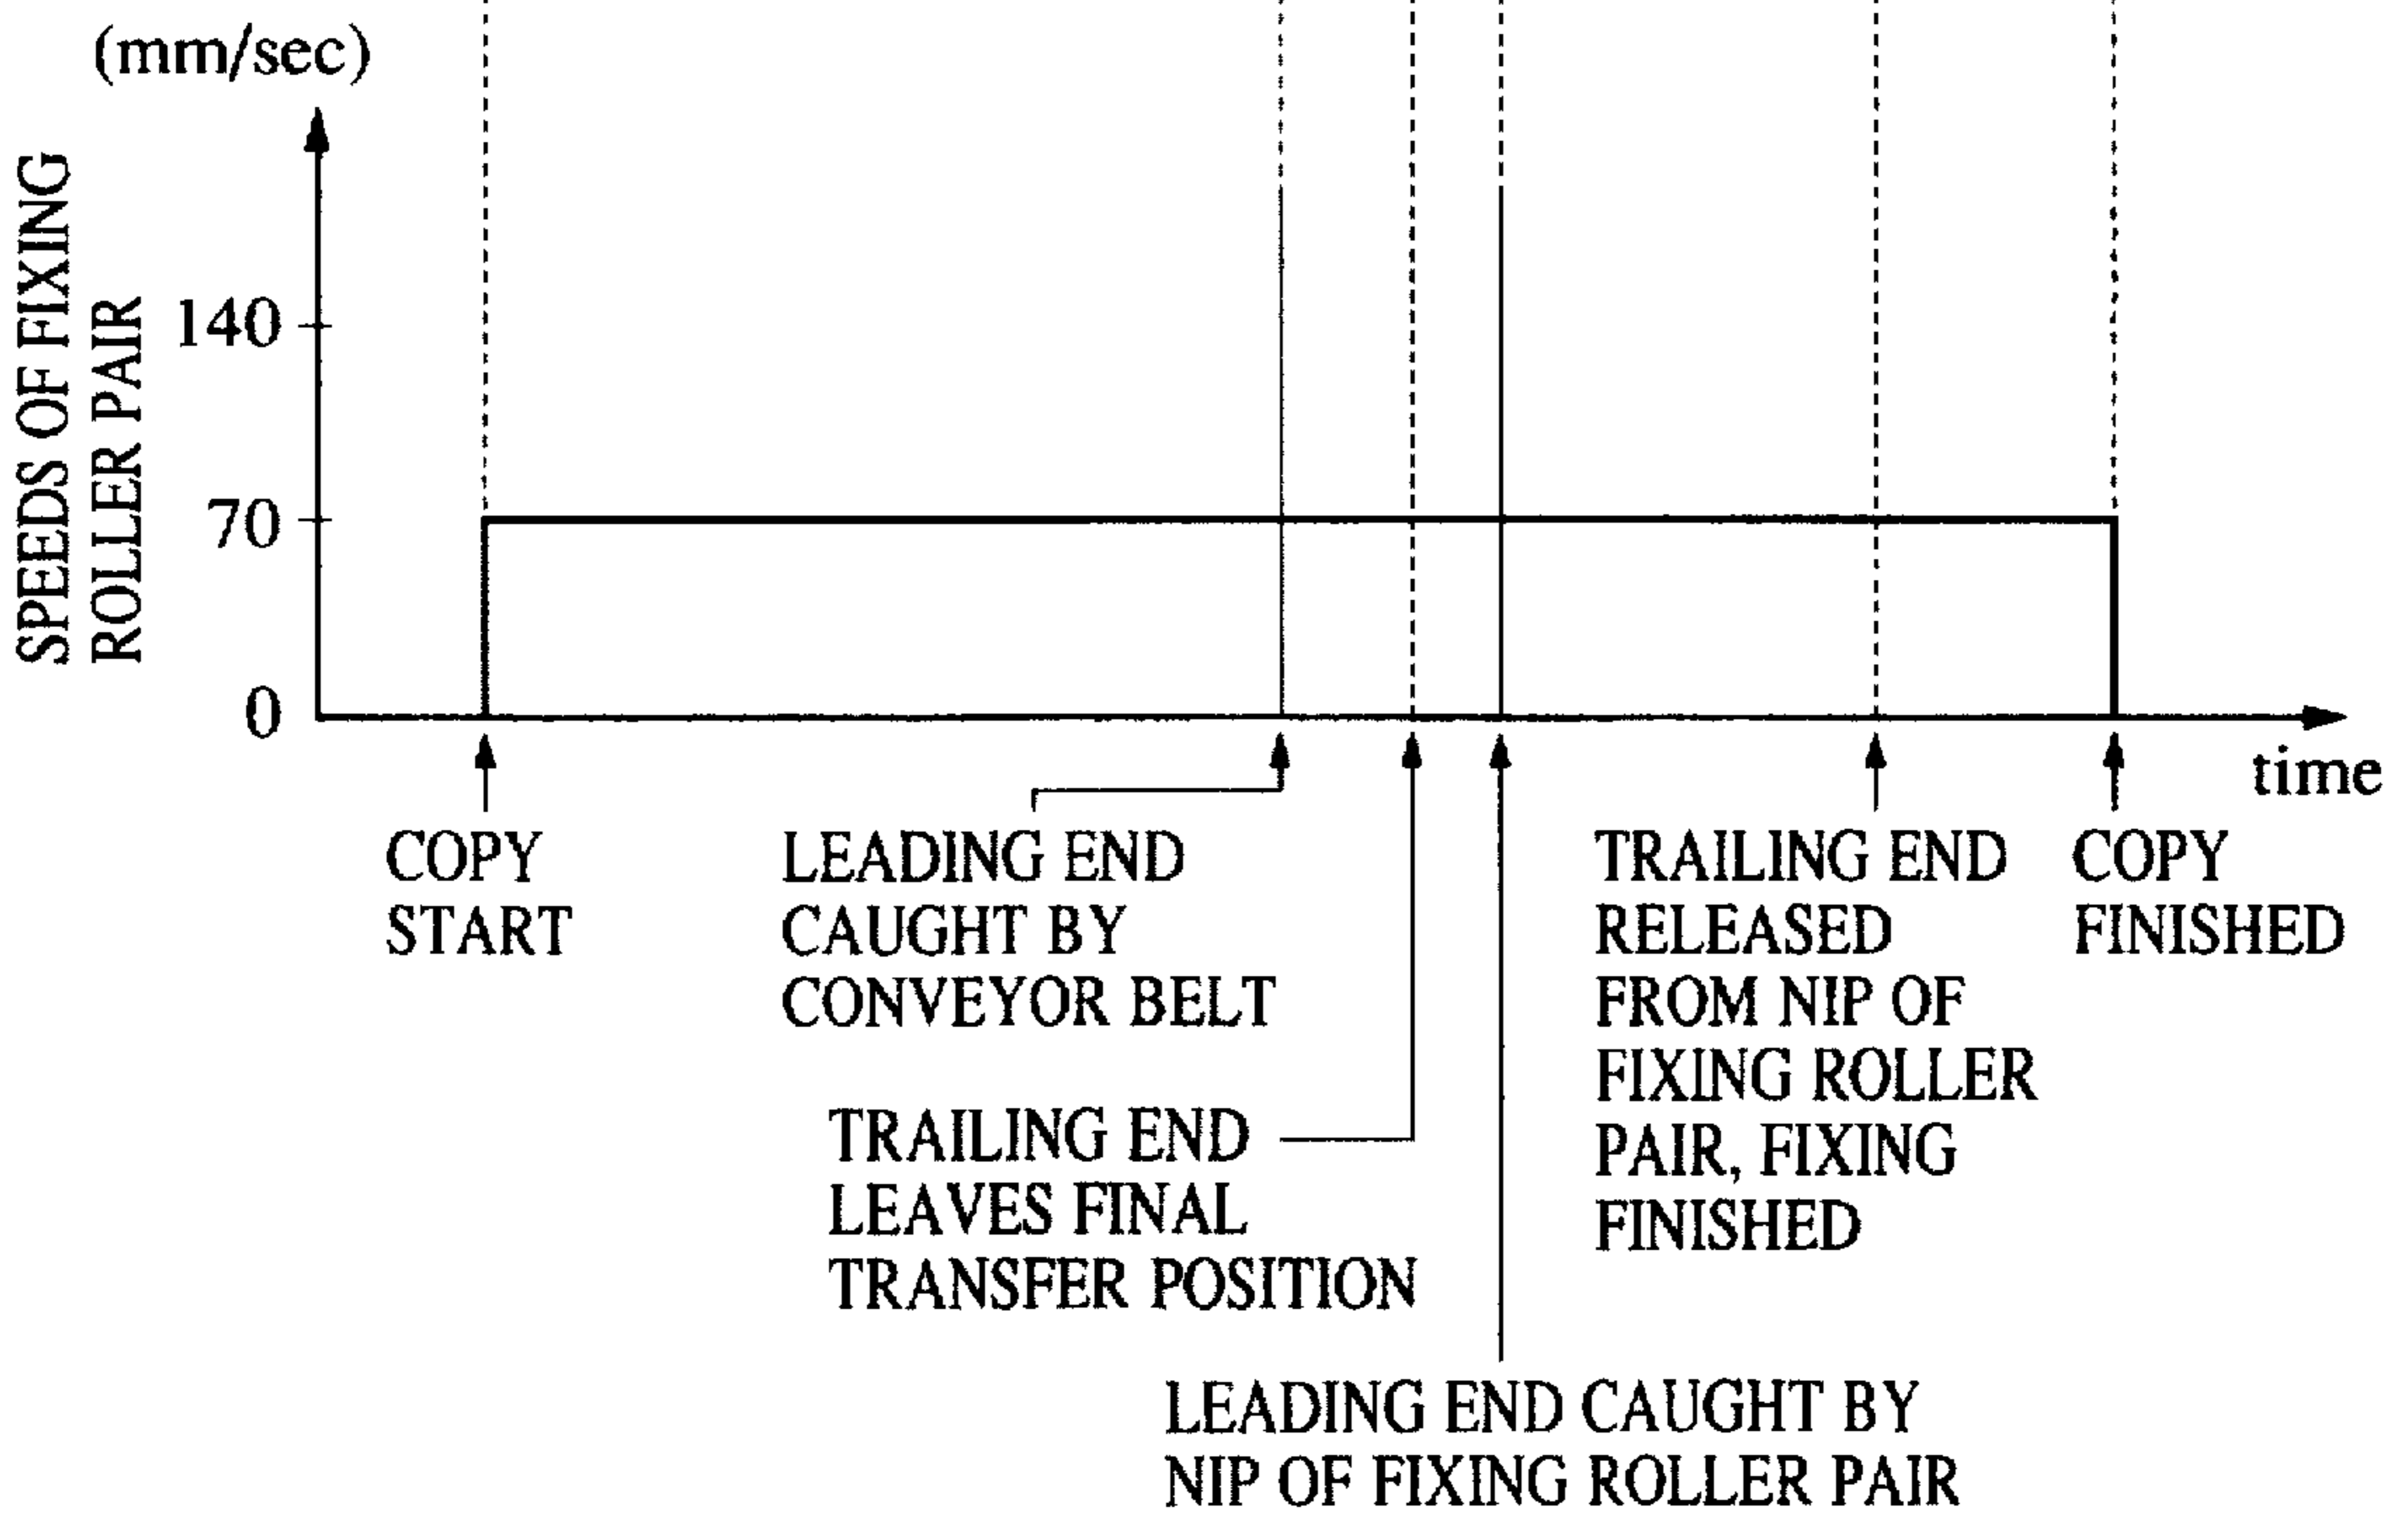 (mm/sec)
SPEEDS OF FIXING
ROLLER PAIR
140
70
0
time
COPY
START
LEADING END
CAUGHT BY
CONVEYOR BELT
TRAILING END
LEAVES FINAL
TRANSFER POSITION
LEADING END CAUGHT BY
NIP OF FIXING ROLLER PAIR
TRAILING END
RELEASED
FROM NIP OF
FIXING ROLLER
PAIR, FIXING
FINISHED
COPY
FINISHED